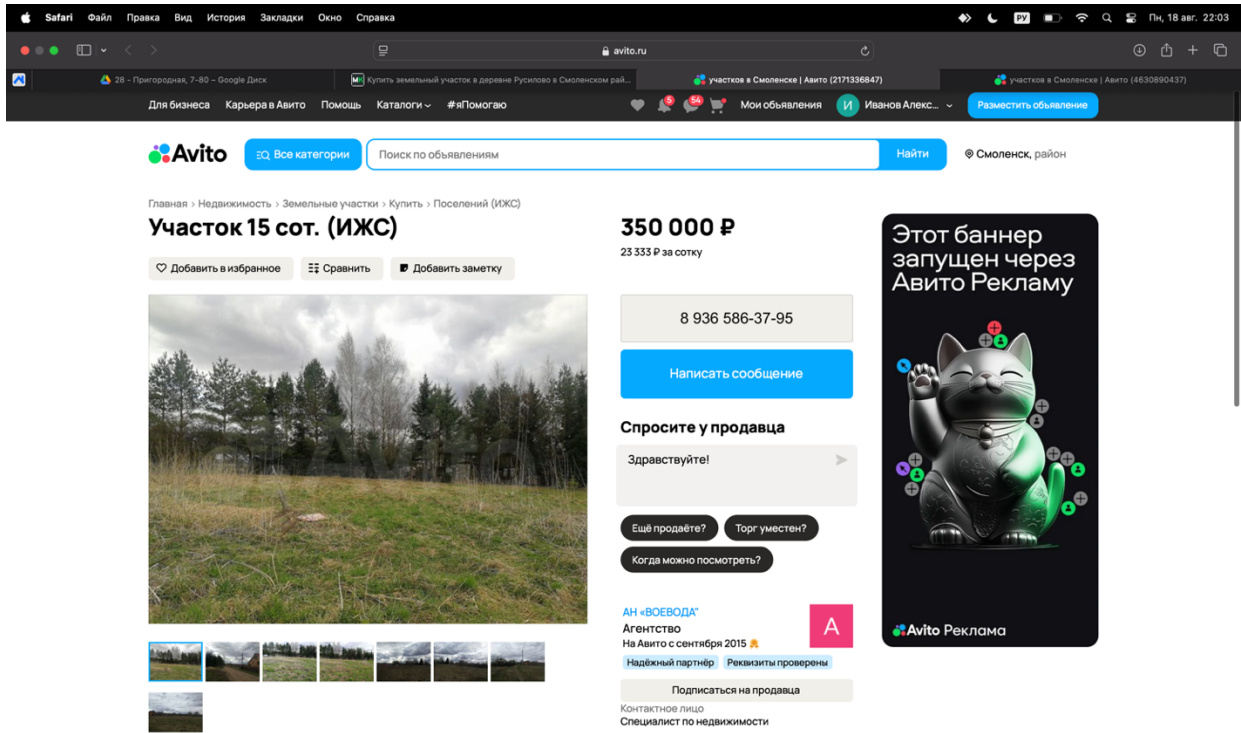 Safari Файл Правка Вид История Закладки Окно Справка
РУ
Пн, 18 авг. 22:03
avito.ru
28 - Пригородная, 7-80 – Google Диск
Купить земельный участок в деревне Русилово в Смоленском рай...
участков в Смоленске | Авито (2171336847)
участков в Смоленске | Авито (4630890437)
Для бизнеса Карьера в Авито Помощь Каталоги #яПомогаю
5 54 Мои объявления И Иванов Алекс... Разместить объявление
Avito Все категории Поиск по объявлениям Найти Смоленск, район
Главная › Недвижимость › Земельные участки › Купить › Поселений (ИЖС)
Участок 15 сот. (ИЖС)
Добавить в избранное Сравнить Добавить заметку
Avito
350 000 ₽
23 333 ₽ за сотку
8 936 586-37-95
Написать сообщение
Спросите у продавца
Здравствуйте!
Ещё продаёте? Торг уместен?
Когда можно посмотреть?
АН «ВОЕВОДА"
Агентство
На Авито с сентября 2015
А
Надёжный партнёр Реквизиты проверены
Подписаться на продавца
Контактное лицо
Специалист по недвижимости
Этот баннер
запущен через
Авито Рекламу
Avito Реклама